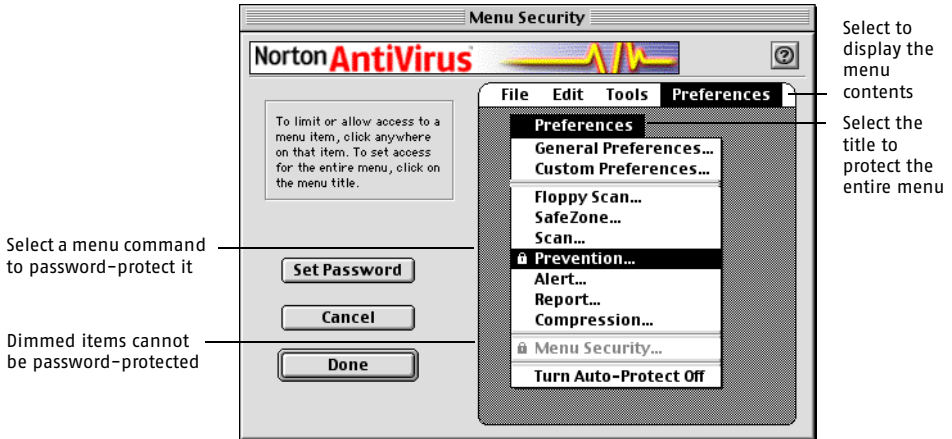 Menu Security
Norton AntiVirus
?
File Edit Tools Preferences
To limit or allow access to a
menu item, click anywhere
on that item. To set access
for the entire menu, click on
the menu title.
Preferences
General Preferences...
Custom Preferences...
Floppy Scan...
SafeZone...
Scan...
Prevention...
Alert...
Report...
Compression...
Menu Security...
Turn Auto-Protect Off
Set Password
Cancel
Done
Select a menu command
to password-protect it
Dimmed items cannot
be password-protected
Select to
display the
menu
contents
Select the
title to
protect the
entire menu